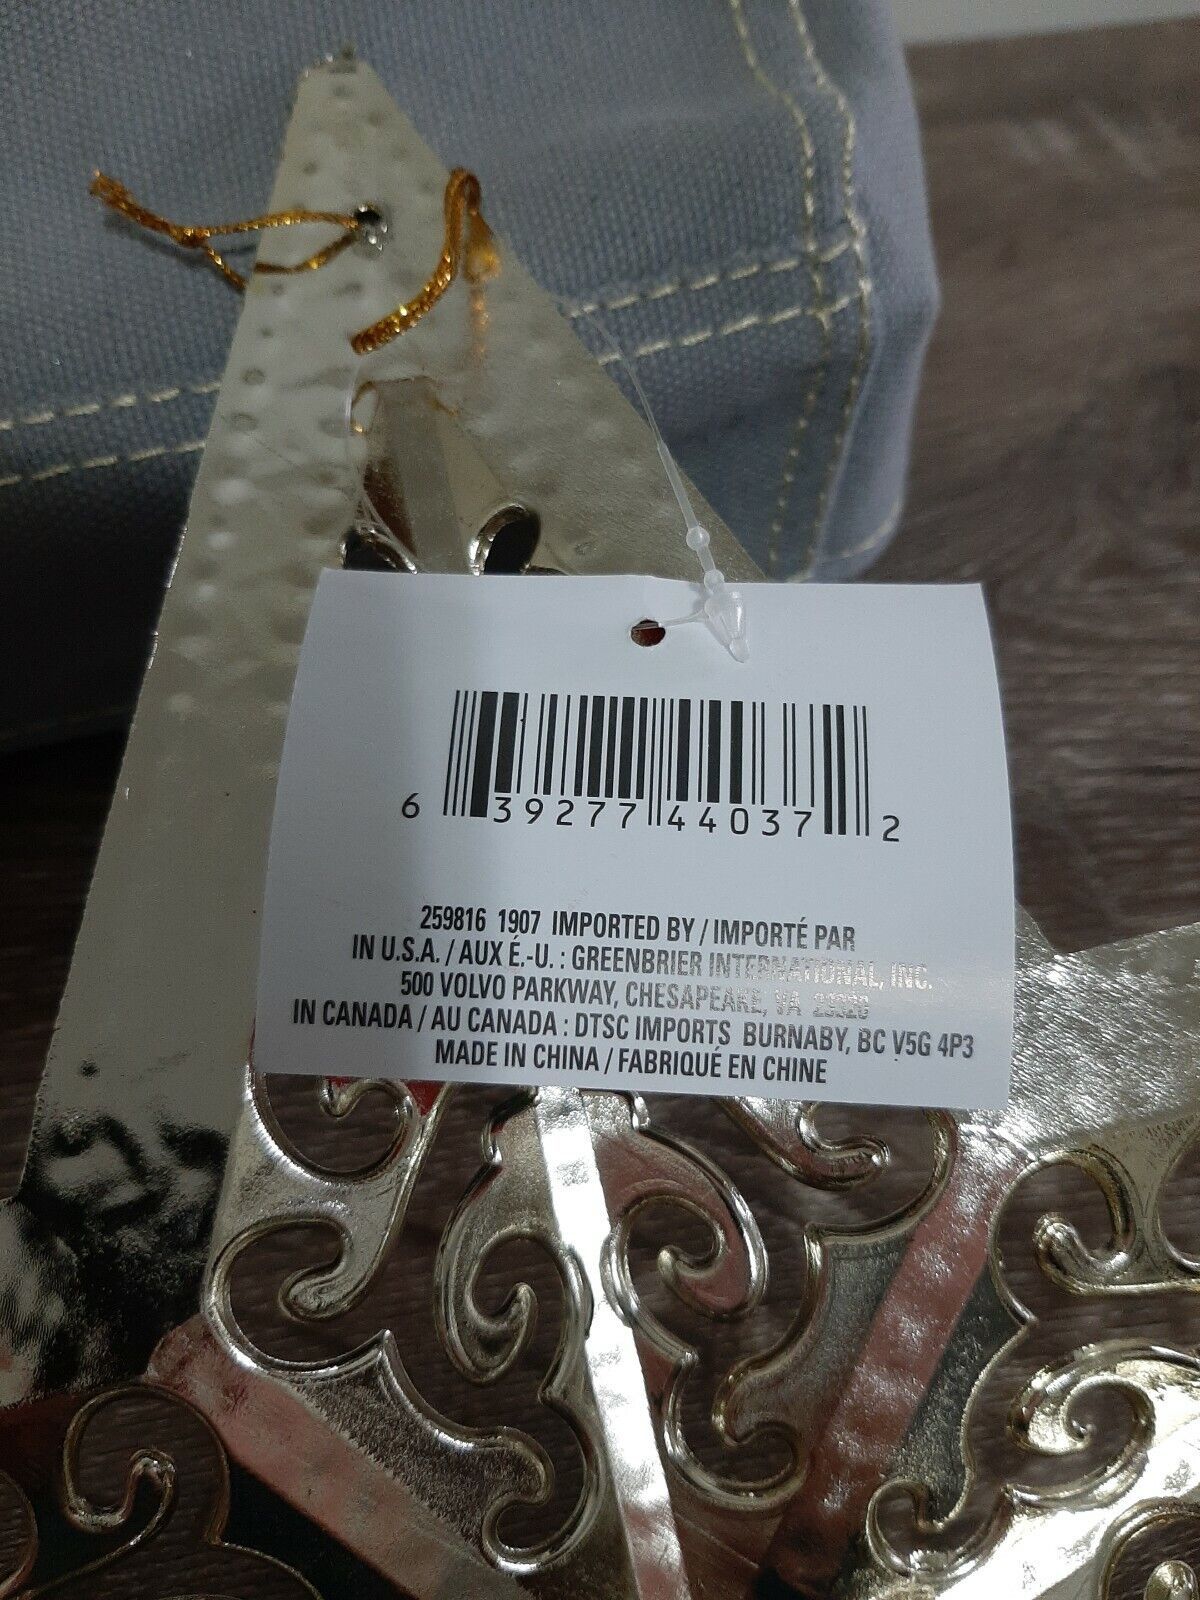 6 39277 44037 2
259816 1907 IMPORTED BY / IMPORTÉ PAR
IN U.S.A. / AUX É.-U. : GREENBRIER INTERNATIONAL, INC.
500 VOLVO PARKWAY, CHESAPEAKE, VA 23320
IN CANADA / AU CANADA : DTSC IMPORTS BURNABY, BC V5G 4P3
MADE IN CHINA / FABRIQUÉ EN CHINE